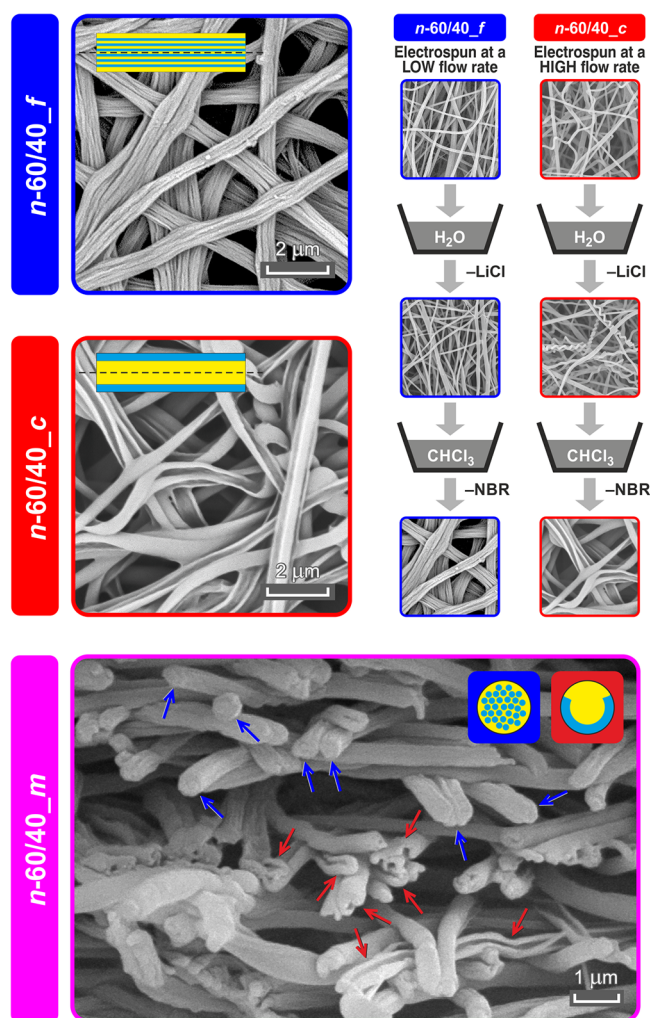 n-60/40_f
2 µm
n-60/40_c
2 µm
n-60/40_f
n-60/40_c
Electrospun at a
LOW flow rate
Electrospun at a
HIGH flow rate
H₂O
H₂O
–LiCl
–LiCl
CHCl₃
CHCl₃
–NBR
–NBR
n-60/40_m
1 µm